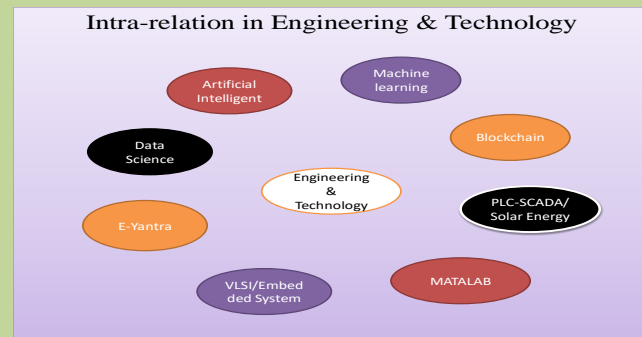 Intra-relation in Engineering & Technology
Artificial
Intelligent
Machine
learning
Blockchain
Data
Science
Engineering
&
Technology
PLC-SCADA/
Solar Energy
E-Yantra
VLSI/Embed
ded System
MATALAB